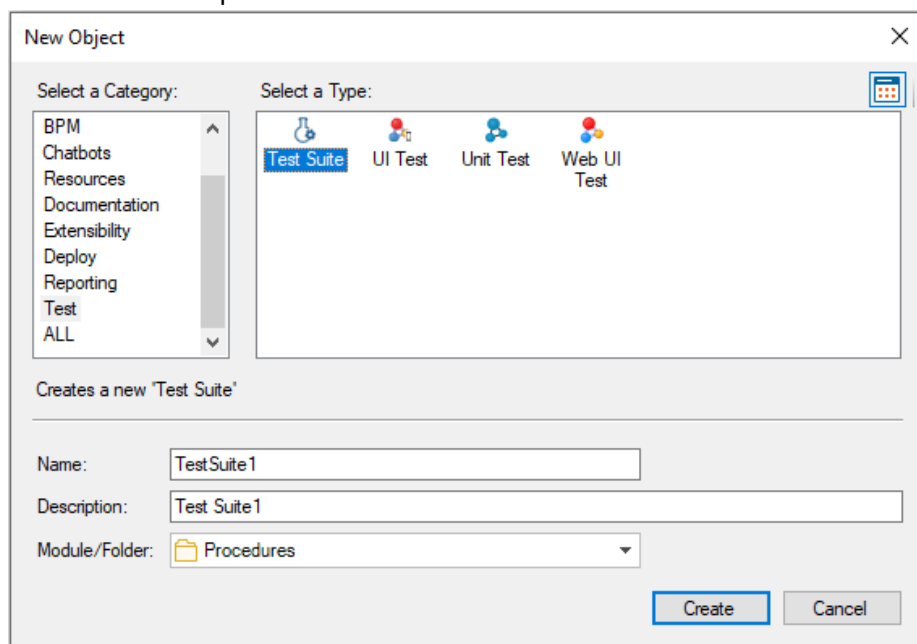 New Object
Select a Category:
Select a Type:
BPM
Chatbots
Resources
Documentation
Extensibility
Deploy
Reporting
Test
ALL
Test Suite
UI Test
Unit Test
Web UI
Test
Creates a new 'Test Suite'
Name:
TestSuite1
Description:
Test Suite1
Module/Folder:
Procedures
Create
Cancel